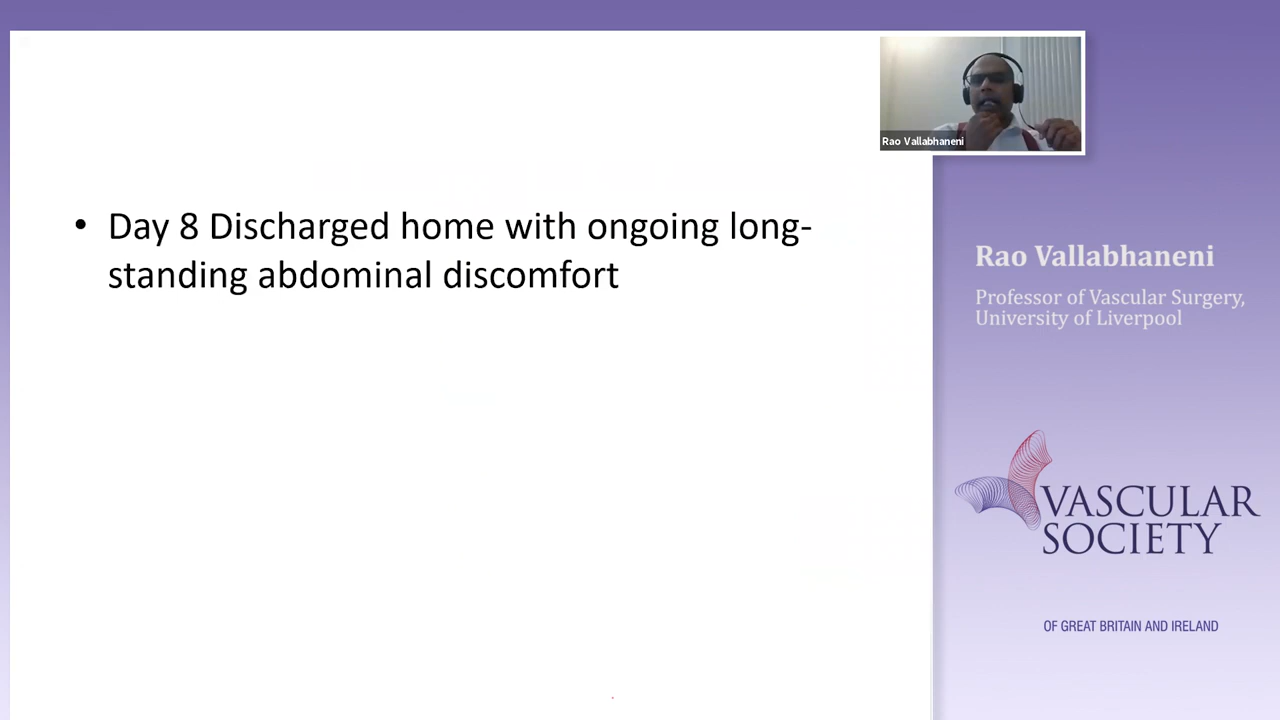 Rao Vallabhaneni
• Day 8 Discharged home with ongoing long-
standing abdominal discomfort
Rao Vallabhaneni
Professor of Vascular Surgery,
University of Liverpool
VASCULAR
SOCIETY
OF GREAT BRITAIN AND IRELAND